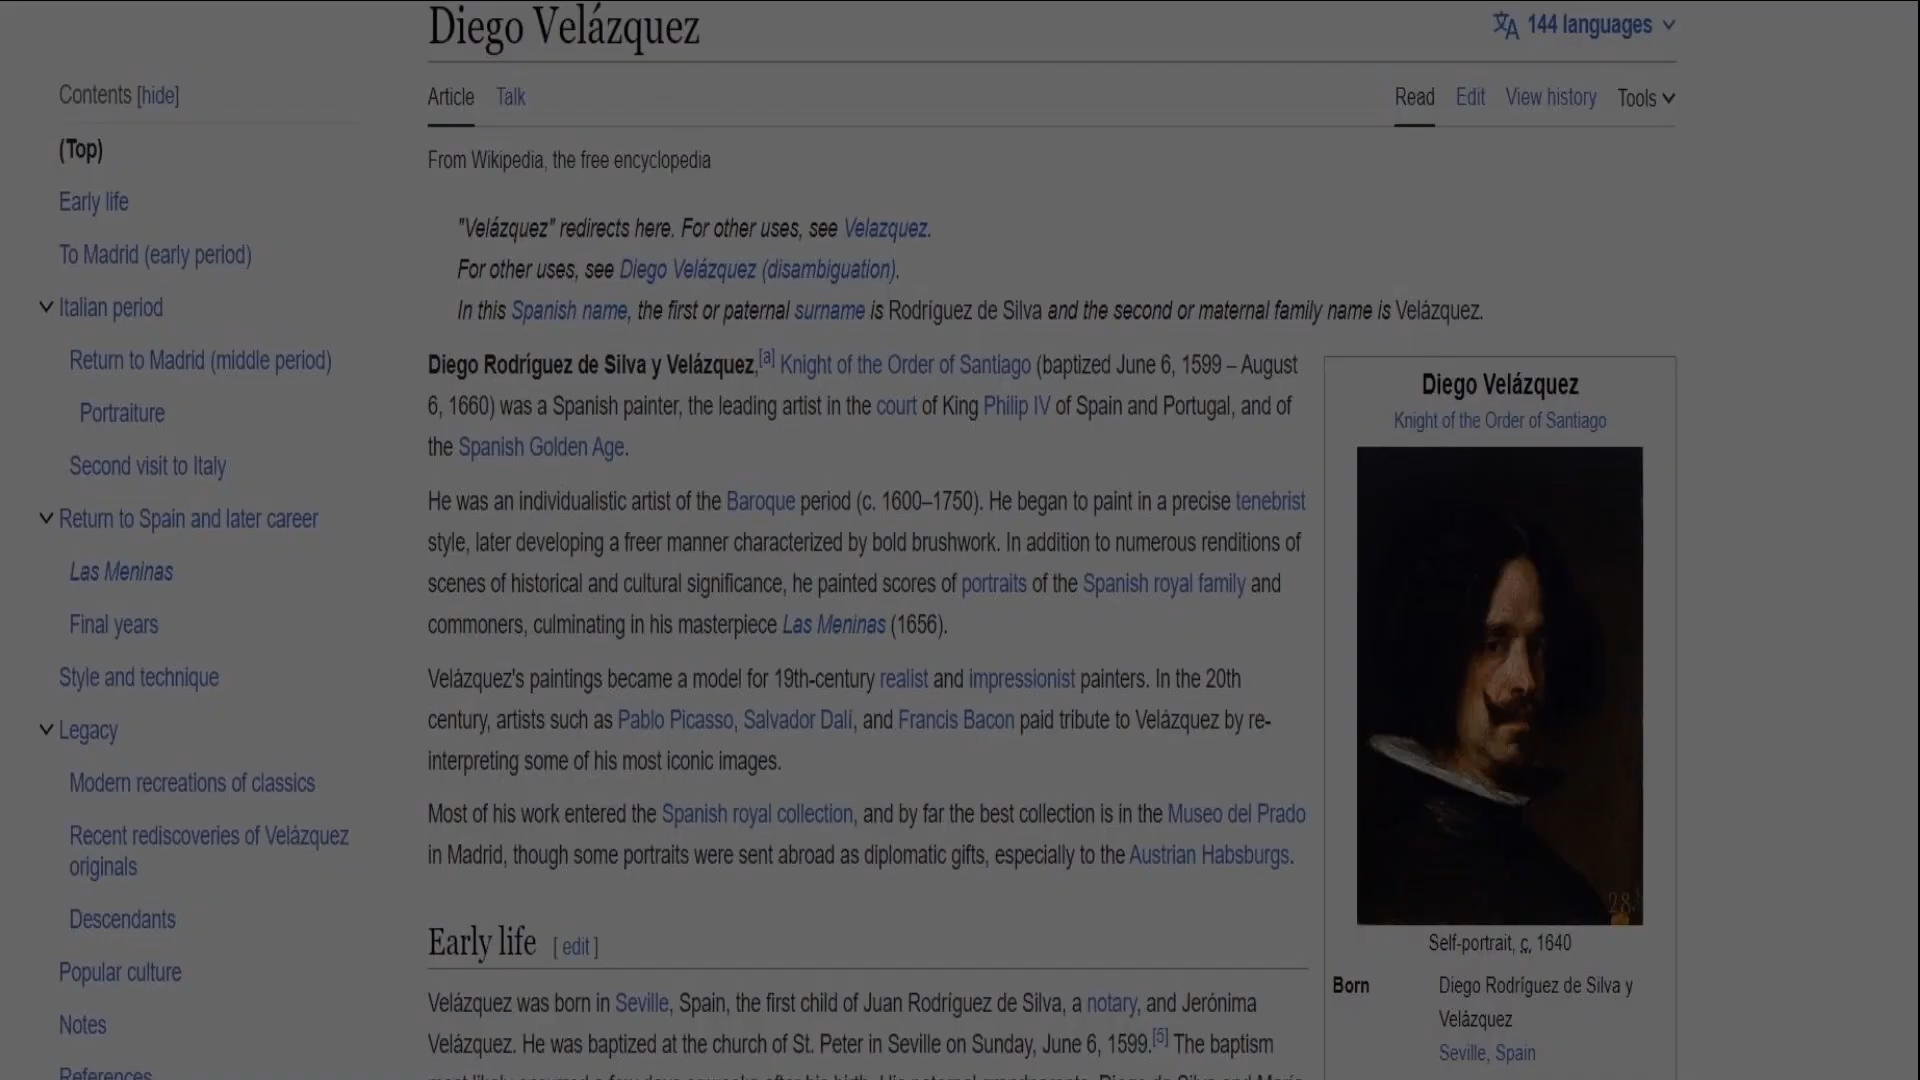 Diego Velázquez
144 languages
Contents [hide]
(Top)
Early life
To Madrid (early period)
Italian period
Return to Madrid (middle period)
Portraiture
Second visit to Italy
Return to Spain and later career
Las Meninas
Final years
Style and technique
Legacy
Modern recreations of classics
Recent rediscoveries of Velázquez
originals
Descendants
Popular culture
Notes
References
Article Talk
Read Edit View history Tools
From Wikipedia, the free encyclopedia
"Velázquez" redirects here. For other uses, see Velazquez.
For other uses, see Diego Velázquez (disambiguation).
In this Spanish name, the first or paternal surname is Rodríguez de Silva and the second or maternal family name is Velázquez.
Diego Rodríguez de Silva y Velázquez,[a] Knight of the Order of Santiago (baptized June 6, 1599 – August
6, 1660) was a Spanish painter, the leading artist in the court of King Philip IV of Spain and Portugal, and of
the Spanish Golden Age.
He was an individualistic artist of the Baroque period (c. 1600–1750). He began to paint in a precise tenebrist
style, later developing a freer manner characterized by bold brushwork. In addition to numerous renditions of
scenes of historical and cultural significance, he painted scores of portraits of the Spanish royal family and
commoners, culminating in his masterpiece Las Meninas (1656).
Velázquez's paintings became a model for 19th-century realist and impressionist painters. In the 20th
century, artists such as Pablo Picasso, Salvador Dalí, and Francis Bacon paid tribute to Velázquez by re-
interpreting some of his most iconic images.
Most of his work entered the Spanish royal collection, and by far the best collection is in the Museo del Prado
in Madrid, though some portraits were sent abroad as diplomatic gifts, especially to the Austrian Habsburgs.
Early life [ edit ]
Velázquez was born in Seville, Spain, the first child of Juan Rodríguez de Silva, a notary, and Jerónima
Velázquez. He was baptized at the church of St. Peter in Seville on Sunday, June 6, 1599.[5] The baptism
Diego Velázquez
Knight of the Order of Santiago
28.
Self-portrait, c. 1640
Born Diego Rodríguez de Silva y
Velázquez
Seville, Spain